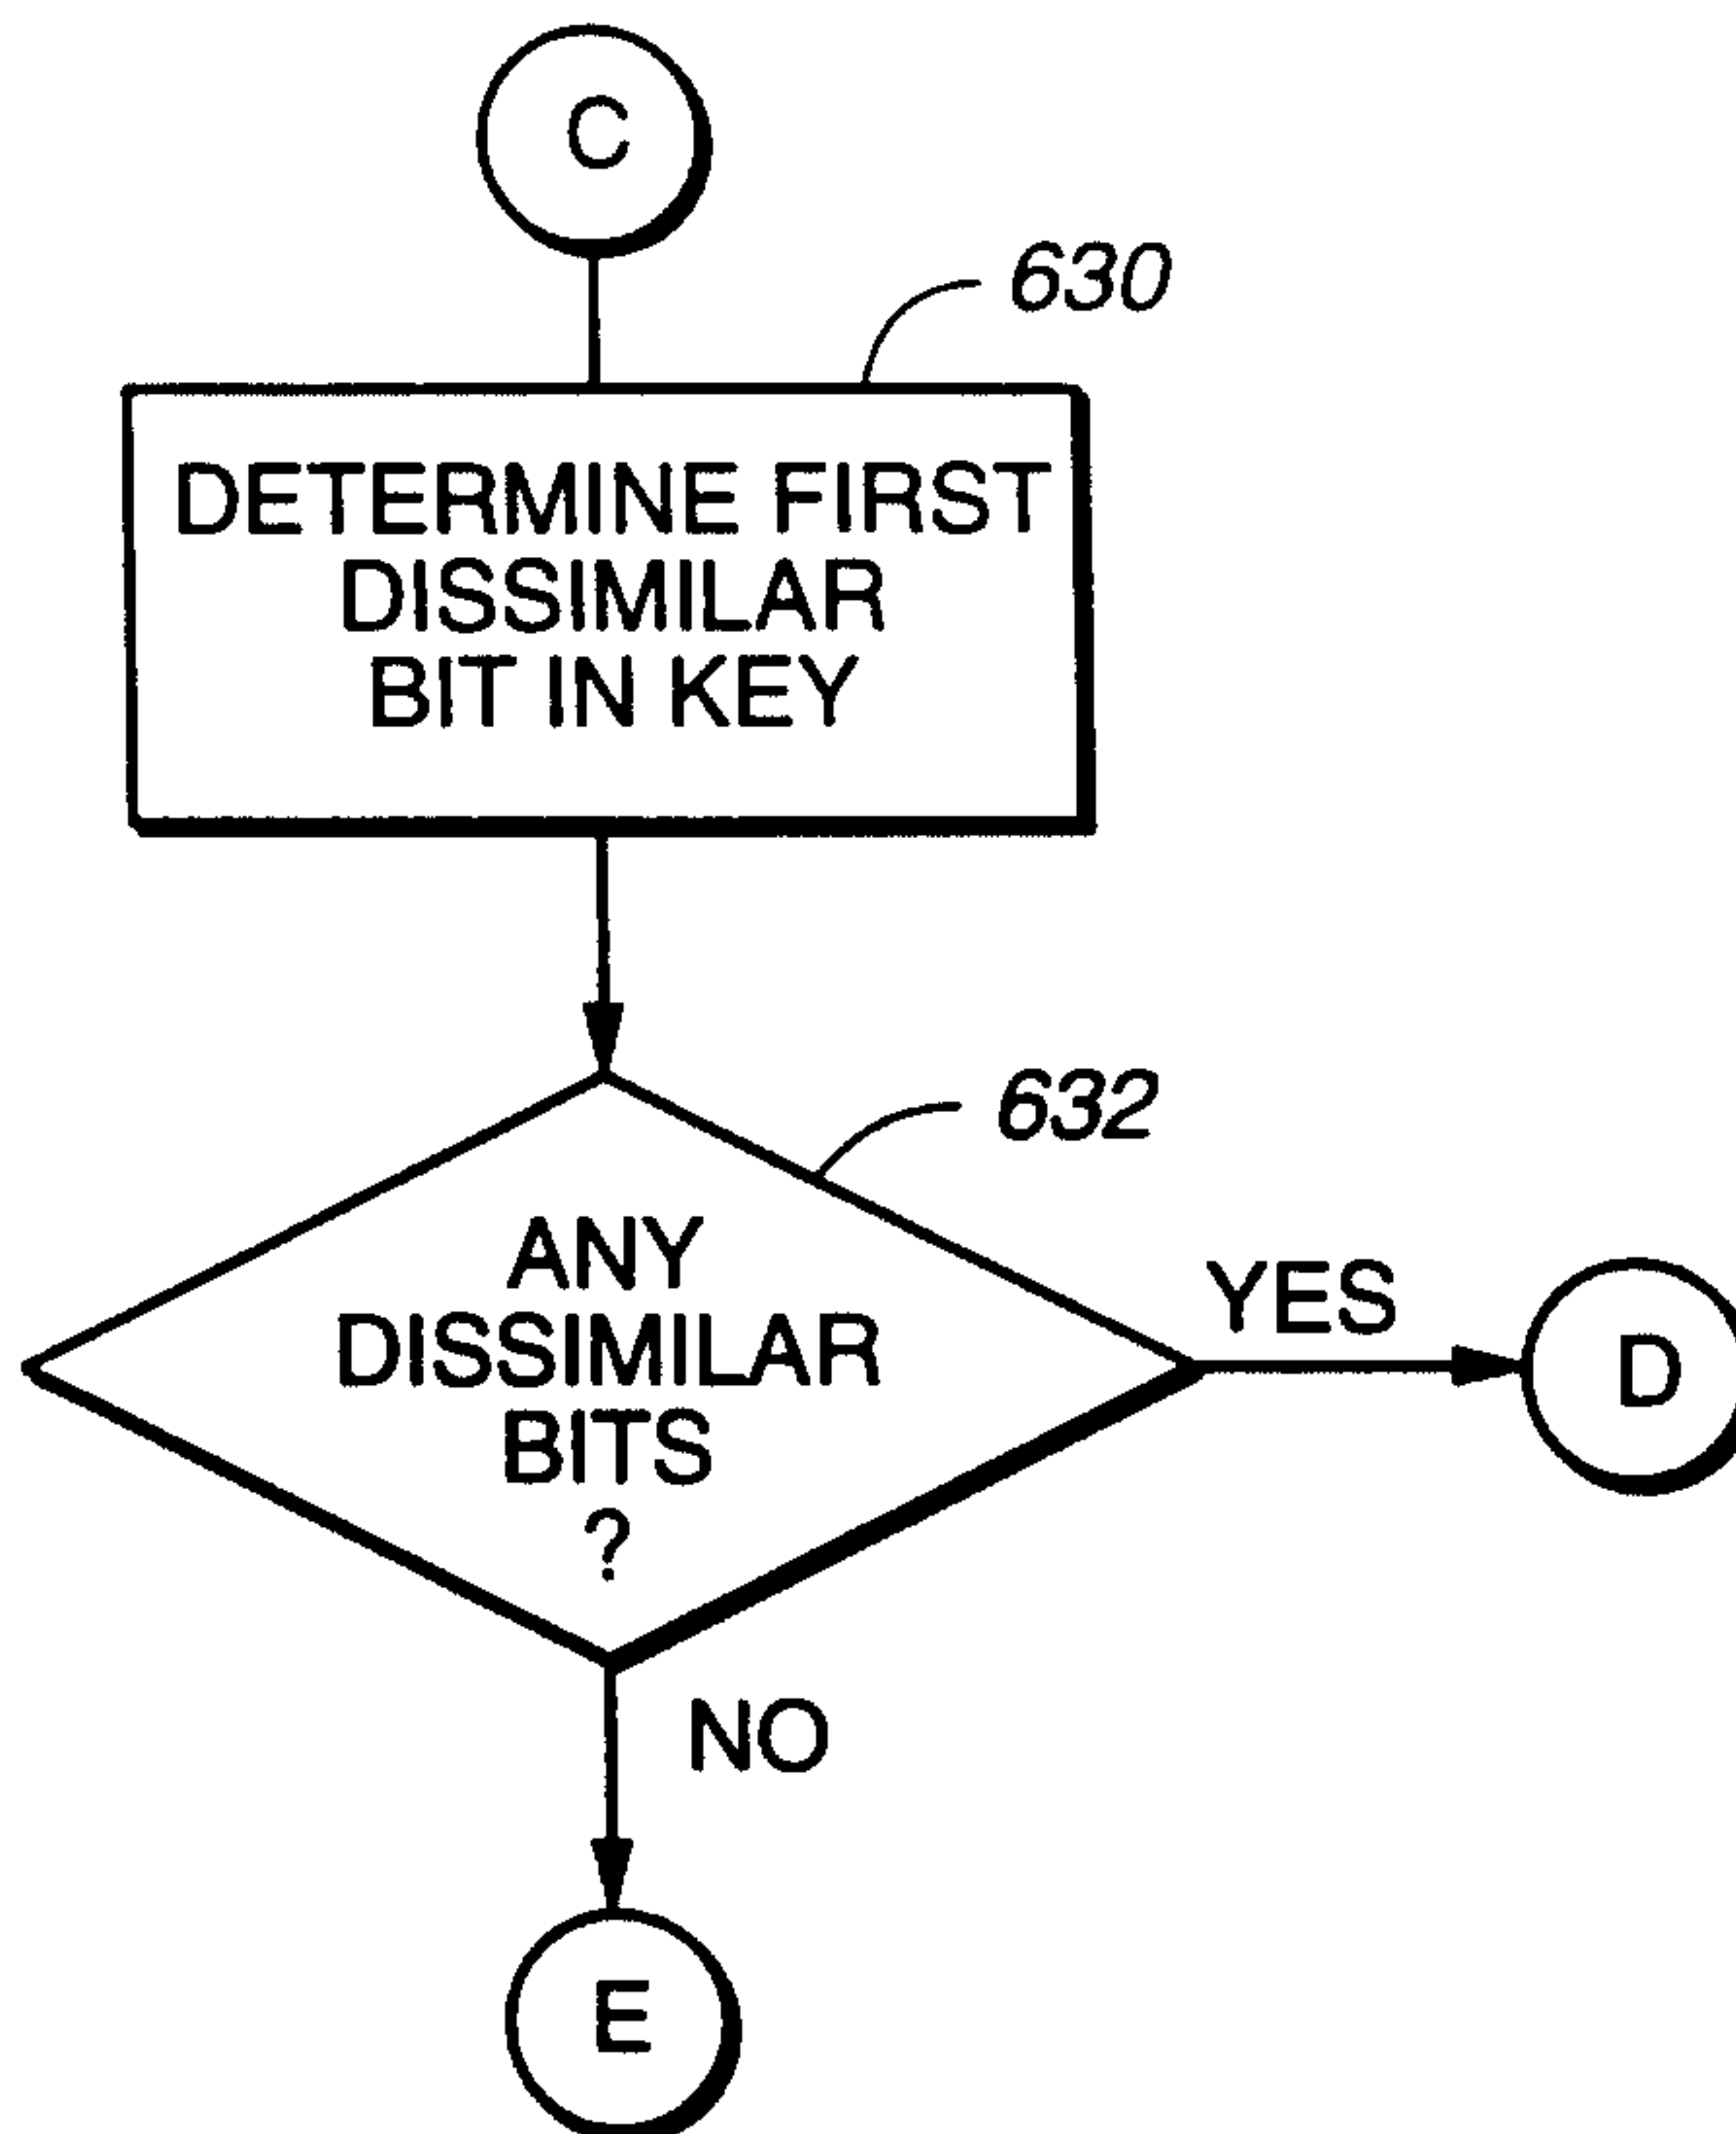 C
630
DETERMINE FIRST
DISSIMILAR
BIT IN KEY
632
ANY
DISSIMILAR
BITS
?
YES
D
NO
E